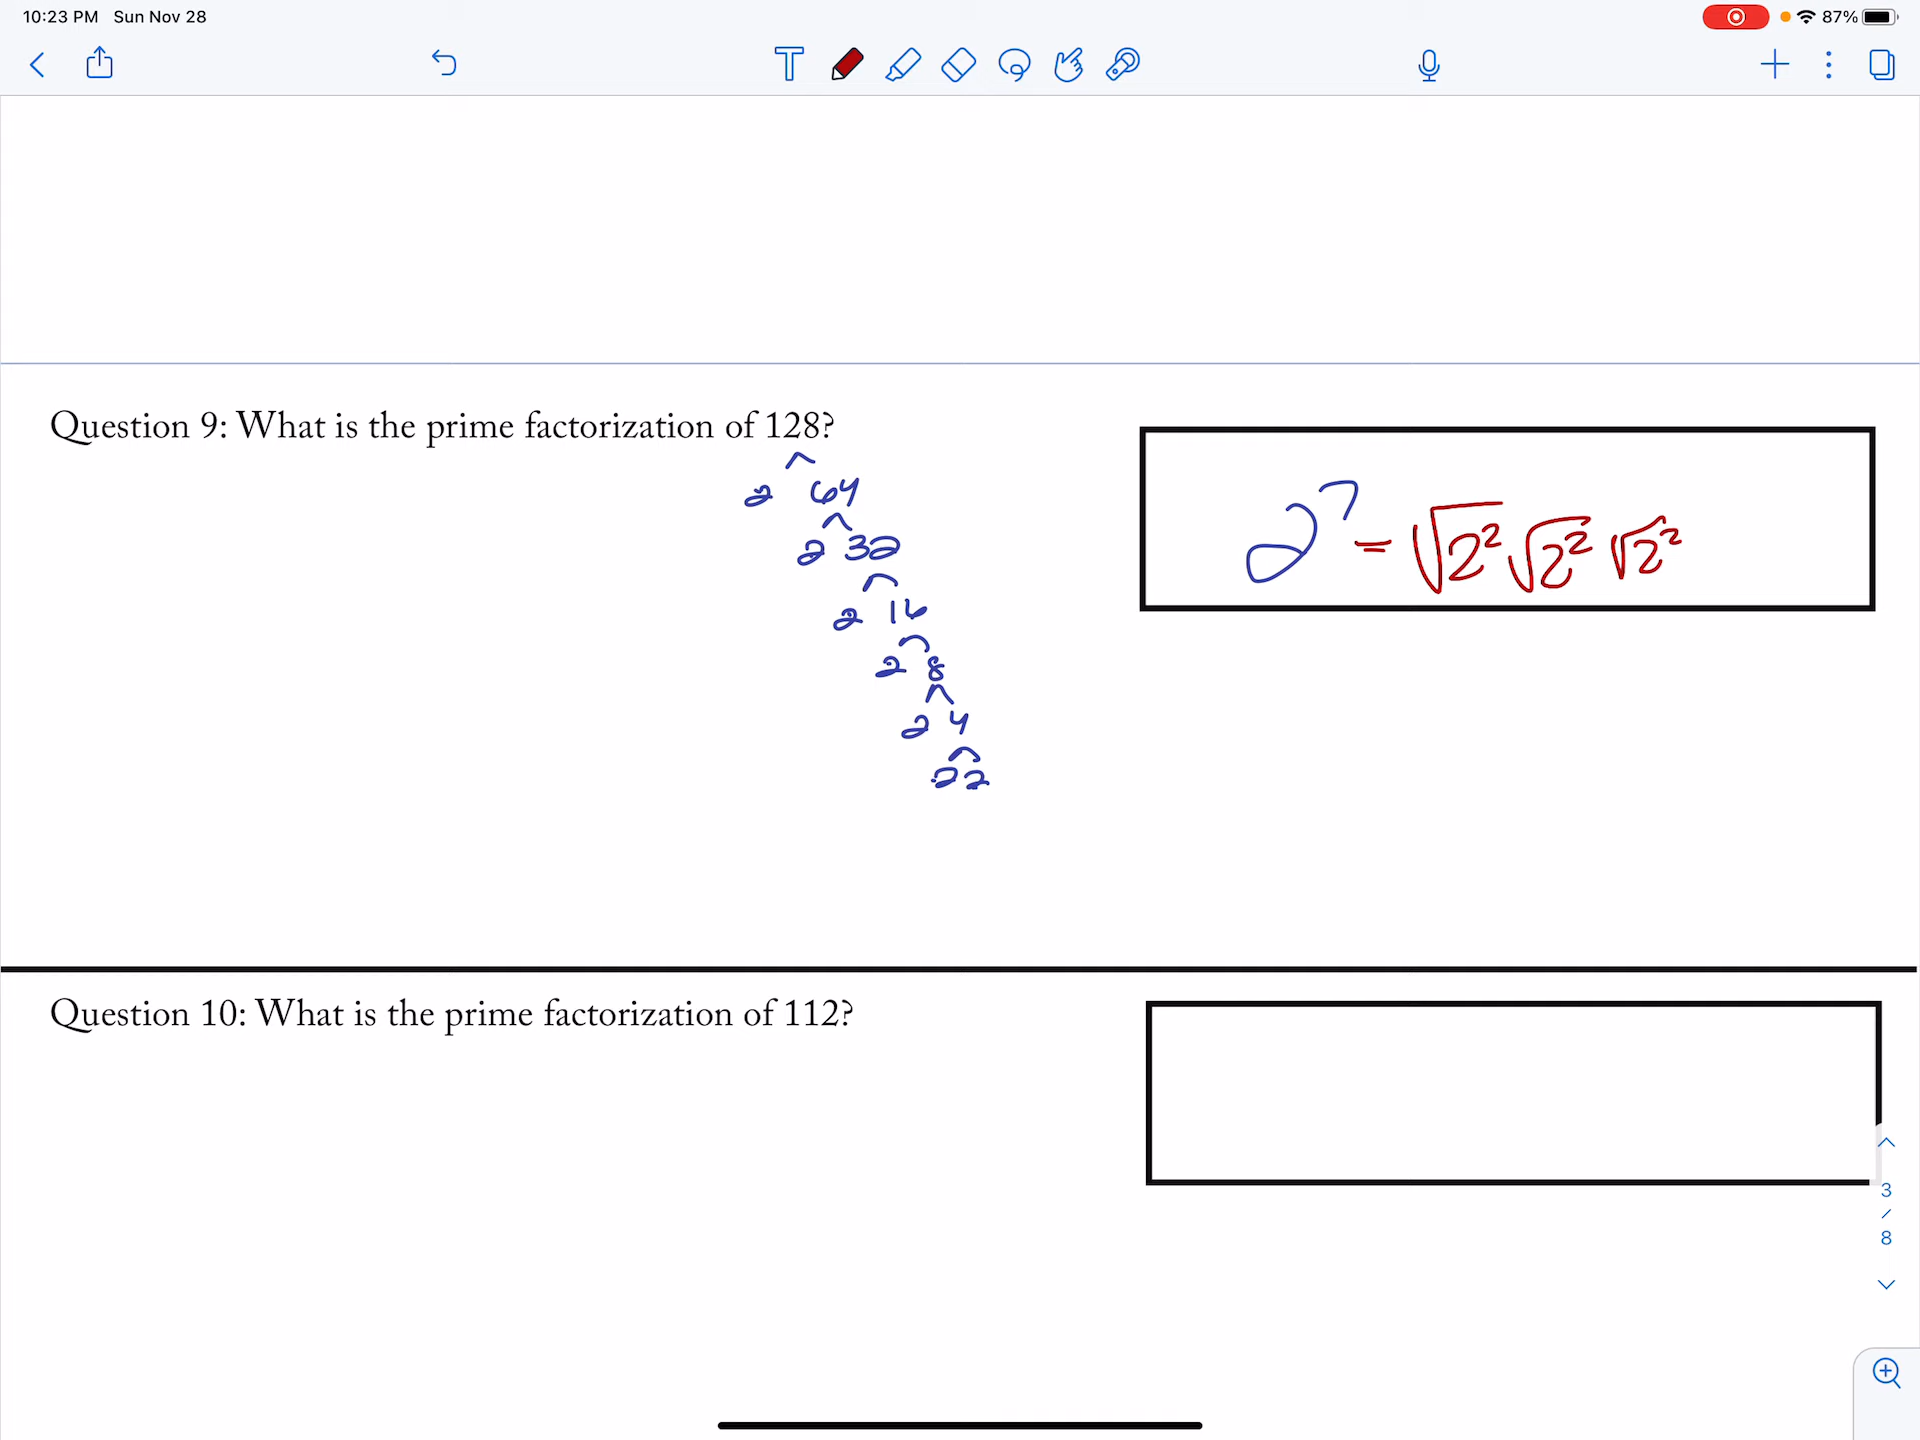 10:23 PM Sun Nov 28
87%
T
Question 9: What is the prime factorization of 128?
2 64
2 32
2 16
2 8
2 4
2 2
2⁷ = √2² √2² √2²
Question 10: What is the prime factorization of 112?
3
/
8